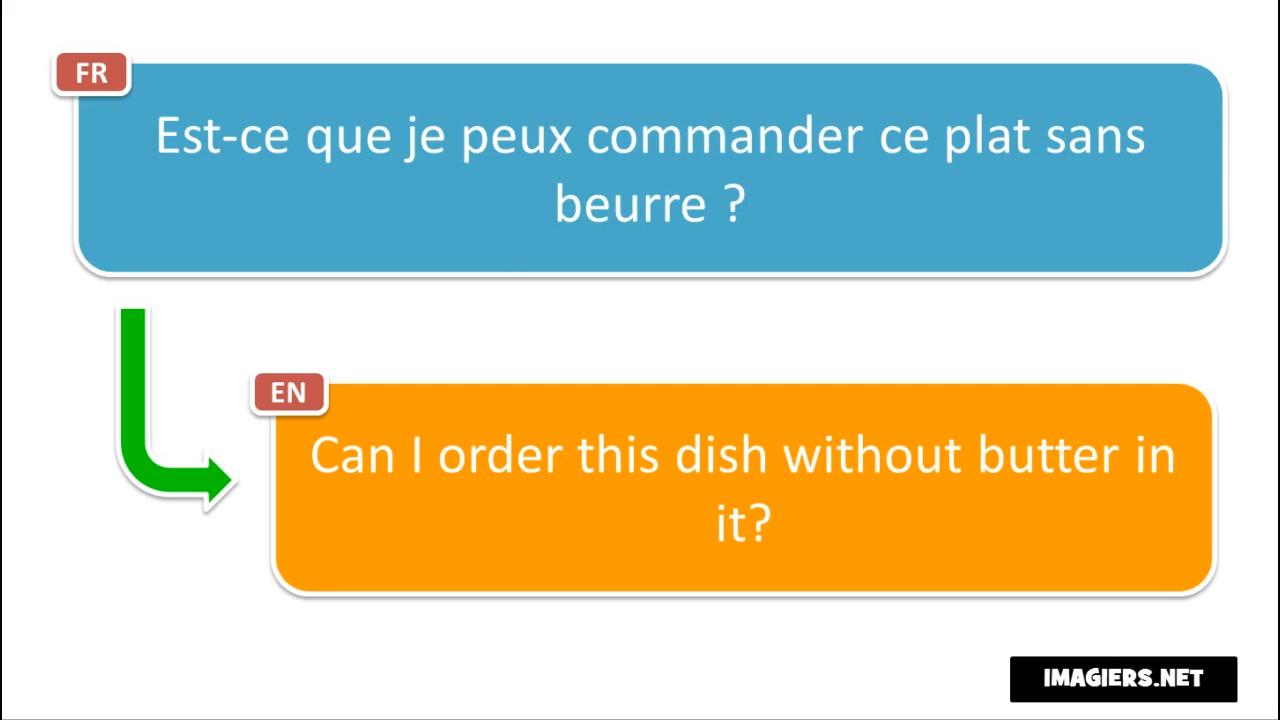 FR
Est-ce que je peux commander ce plat sans
beurre ?
EN
Can I order this dish without butter in
it?
IMAGIERS.NET